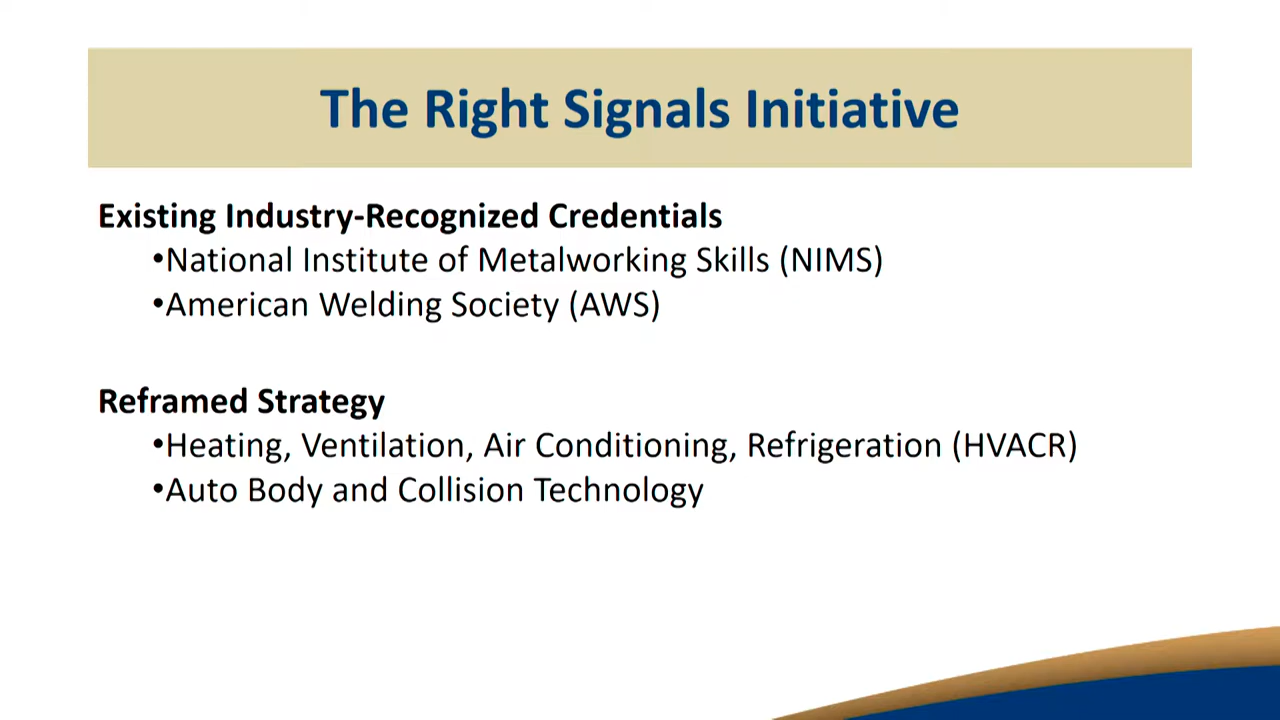 The Right Signals Initiative
Existing Industry-Recognized Credentials
•National Institute of Metalworking Skills (NIMS)
•American Welding Society (AWS)
Reframed Strategy
•Heating, Ventilation, Air Conditioning, Refrigeration (HVACR)
•Auto Body and Collision Technology